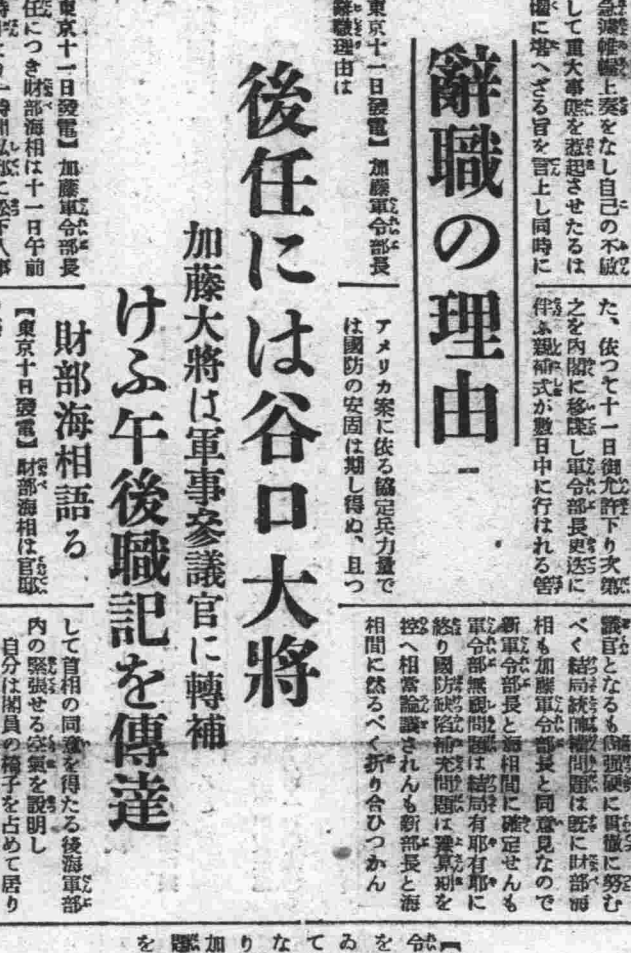 急遽帷幄上奏をなし自己の不敏
して重大事態を惹起させたるは
に堪へざる旨を言上し同時に
た、依つて十一日御允許下り次第
之を内閣に移牒し軍令部長更迭に
伴ふ親補式が數日中に行はれる筈
議官となるも尚强硬に貫徹に努む
べく結局統帥權問題は既に財部海
相も加藤軍令部長と同意見なので
新軍令部長と海相間に確定せんも
軍令部無視問題は結局有耶有耶に
終り國防缺陷補充問題は豫算期を
控へ相當論議されんも新部長と海
相間に然るべく折り合ひつかん
辭職の理由
東京十一日發電】加藤軍令部長
辭職理由は
アメリカ案に依る協定兵力量で
は國防の安固は期し得ぬ、且つ
後任には谷口大將
加藤大將は軍事參議官に轉補
けふ午後職記を傳達
東京十一日發電】加藤軍令部長
任につき財部海相は十一日午前
財部海相語る
【東京十日發電】財部海相は官邸
して首相の同意を得たる後海軍部
内の緊張せる空氣を說明し
自分は閣員の椅子を占めて居り